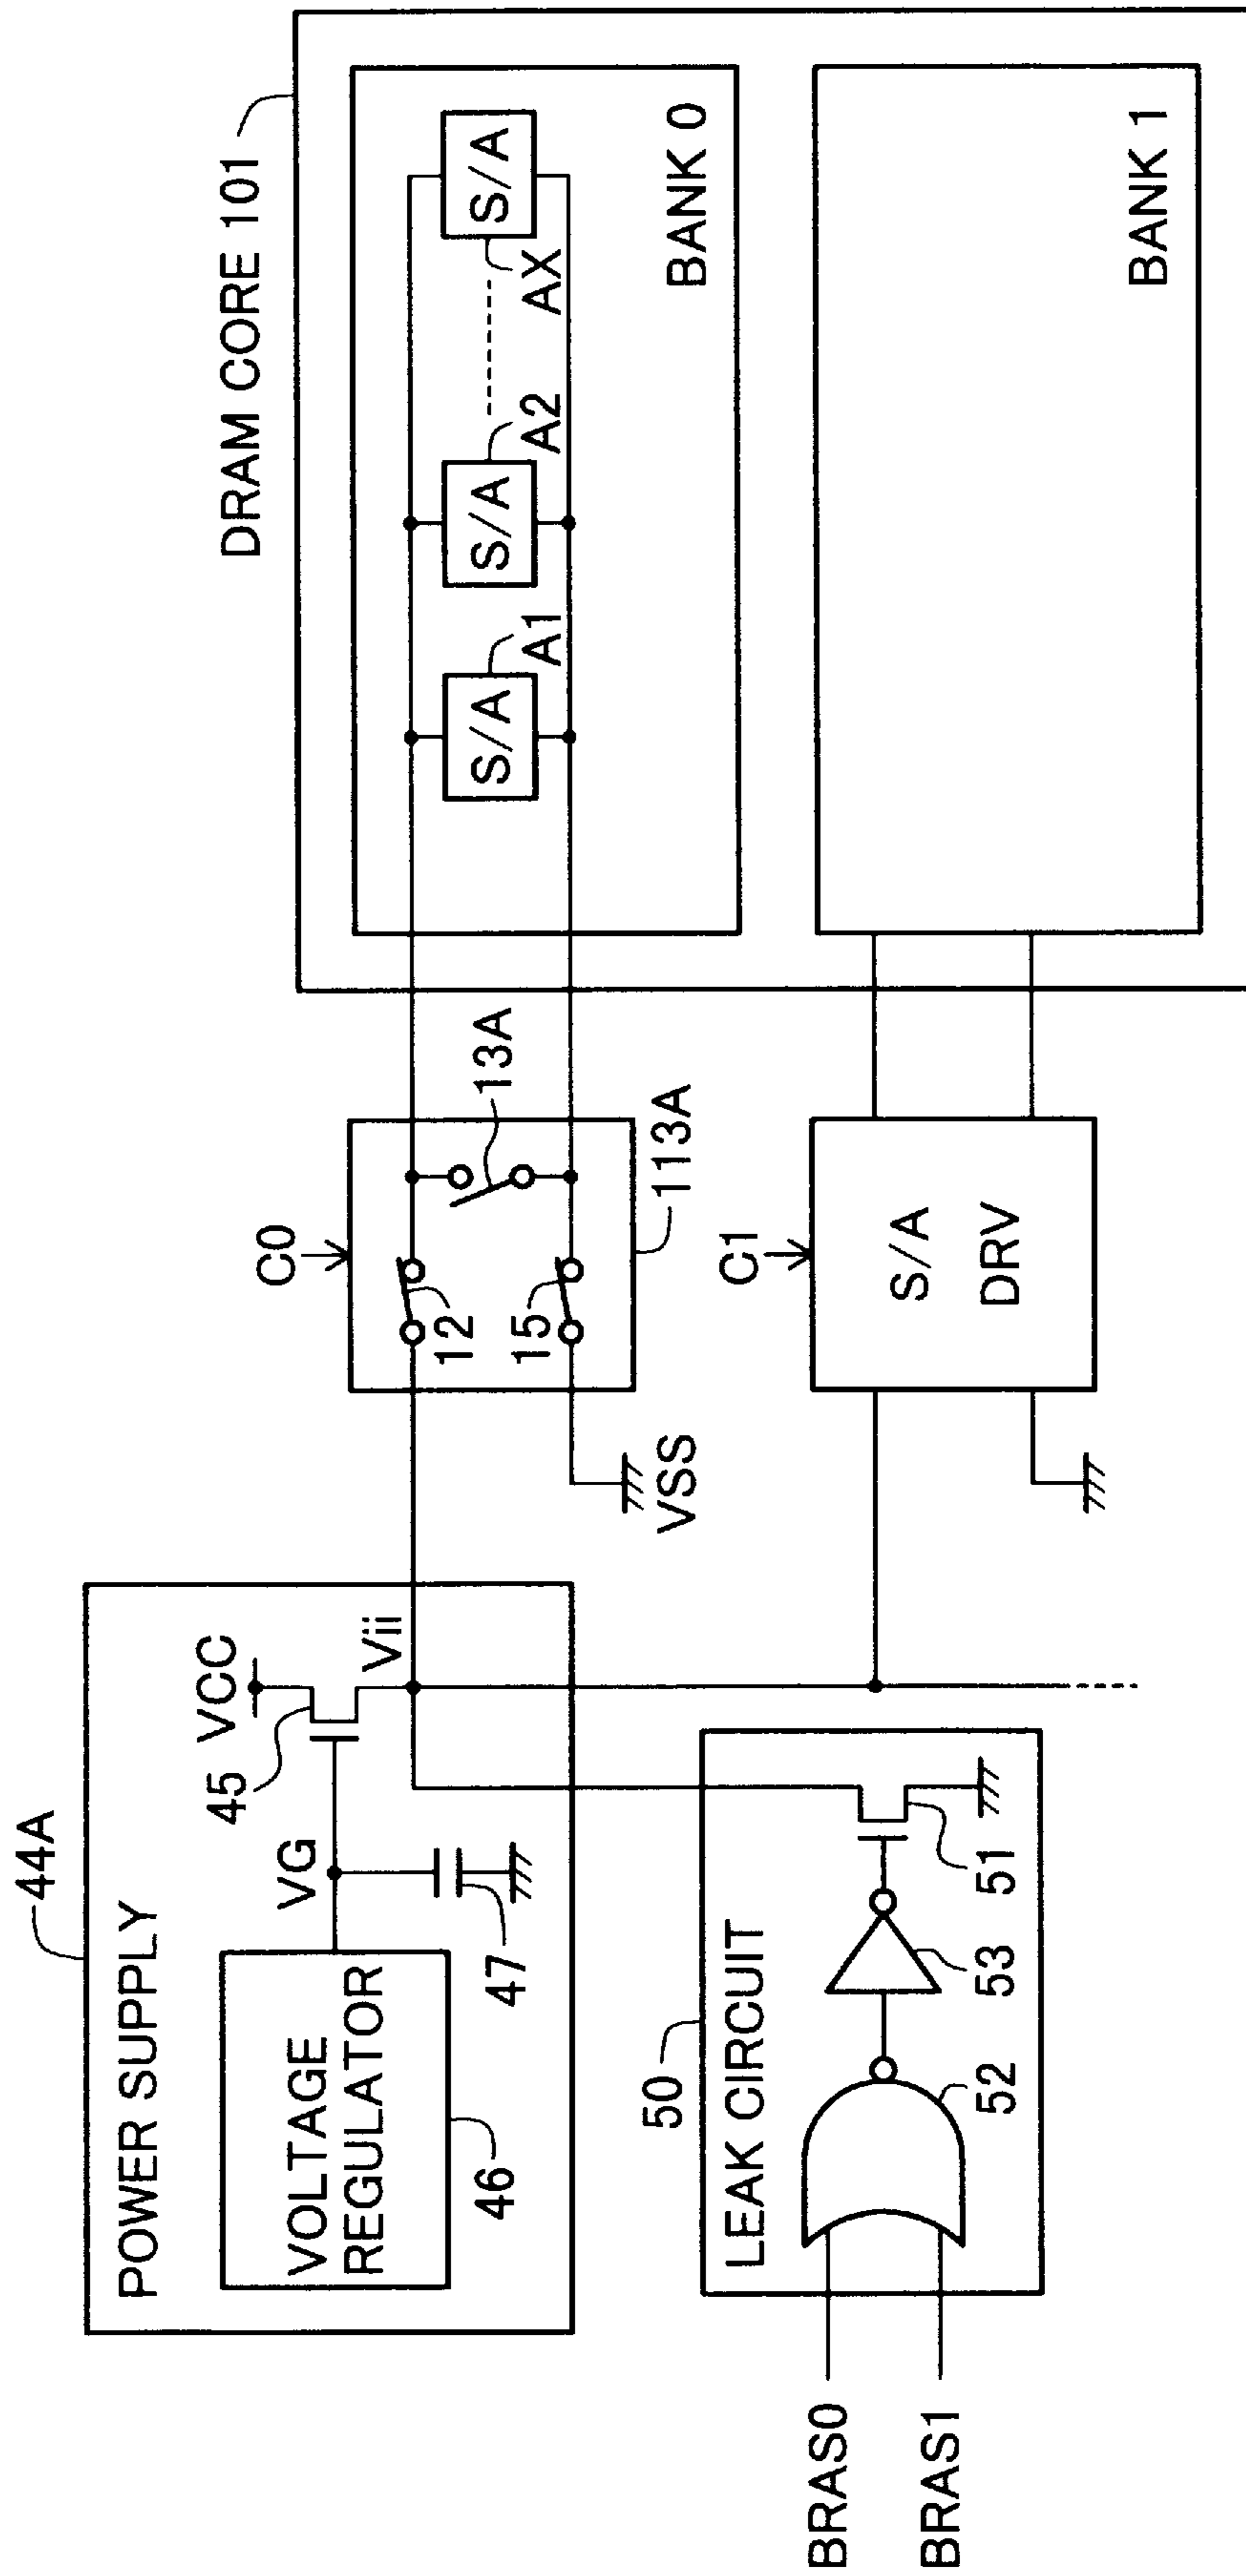 44A
POWER SUPPLY
VOLTAGE
REGULATOR
46
VG
47
45
VCC
Vii
C0
12
15
VSS
13A
113A
DRAM CORE 101
S/A
A1
S/A
A2
S/A
AX
BANK 0
50
LEAK CIRCUIT
BRAS0
BRAS1
52
53
51
C1
S/A
DRV
BANK 1